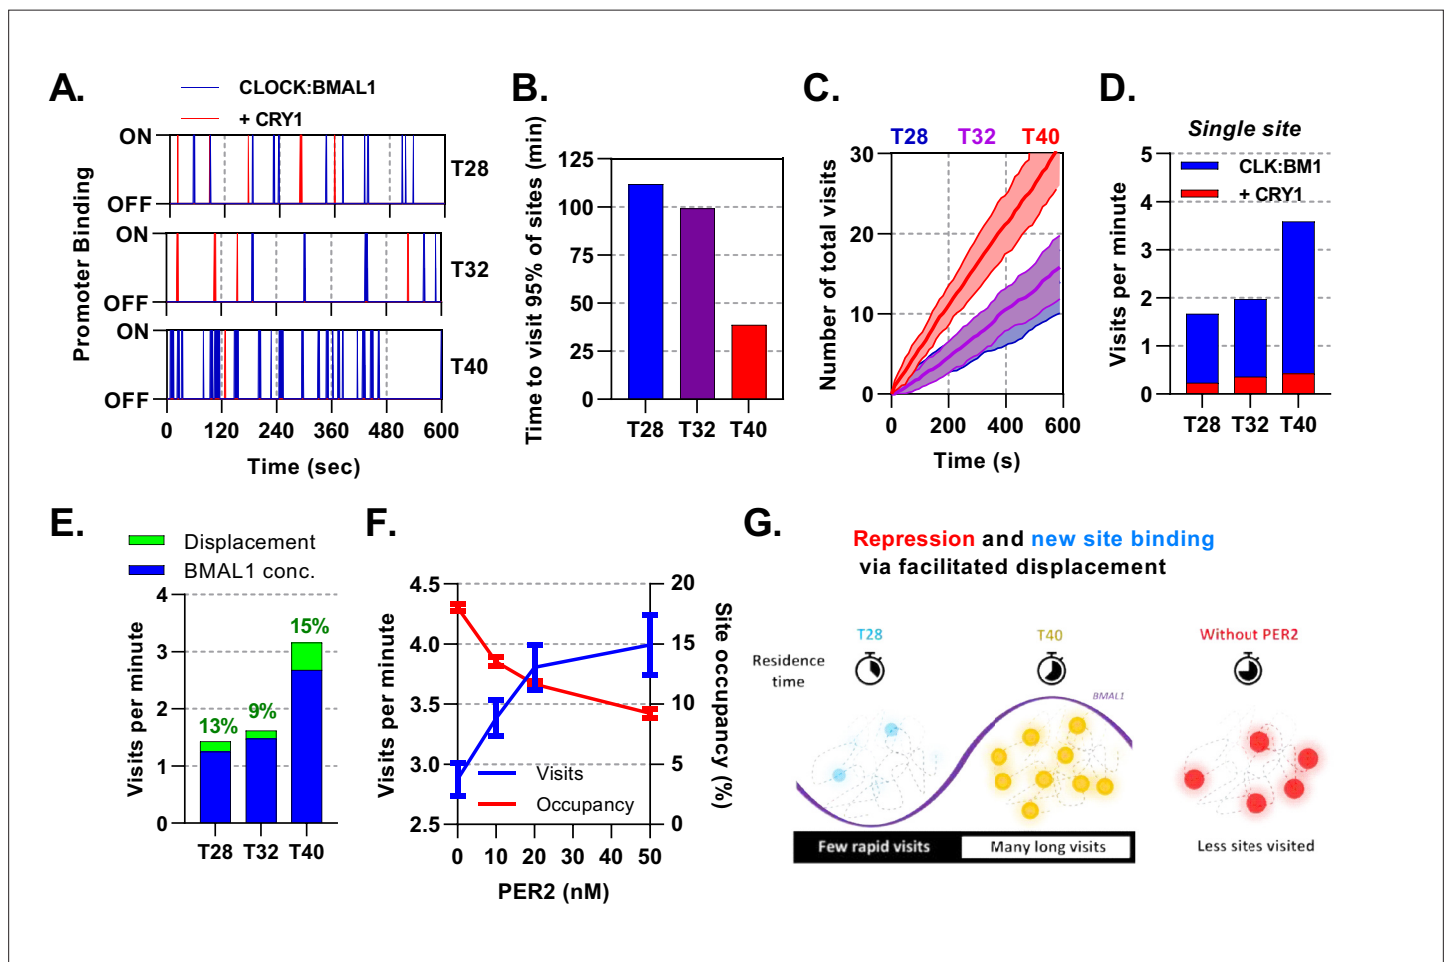 A.
CLOCK:BMAL1
+ CRY1
Promoter Binding
ON
OFF
T28
ON
OFF
T32
ON
OFF
T40
0 120 240 360 480 600
Time (sec)
B.
Time to visit 95% of sites (min)
125
100
75
50
25
0
T28 T32 T40
C.
T28 T32 T40
Number of total visits
30
20
10
0
0 200 400 600
Time (s)
D.
Single site
Visits per minute
5
4
3
2
1
0
CLK:BM1
+ CRY1
T28 T32 T40
E.
Displacement
BMAL1 conc.
Visits per minute
4
3
2
1
0
13% 9% 15%
T28 T32 T40
F.
Visits per minute
4.5
4.0
3.5
3.0
2.5
Site occupancy (%)
20
15
10
5
0
Visits
Occupancy
0 10 20 30 40 50
PER2 (nM)
G.
Repression and new site binding
via facilitated displacement
T28 T40 Without PER2
Residence
time
BMAL1
Few rapid visits Many long visits Less sites visited